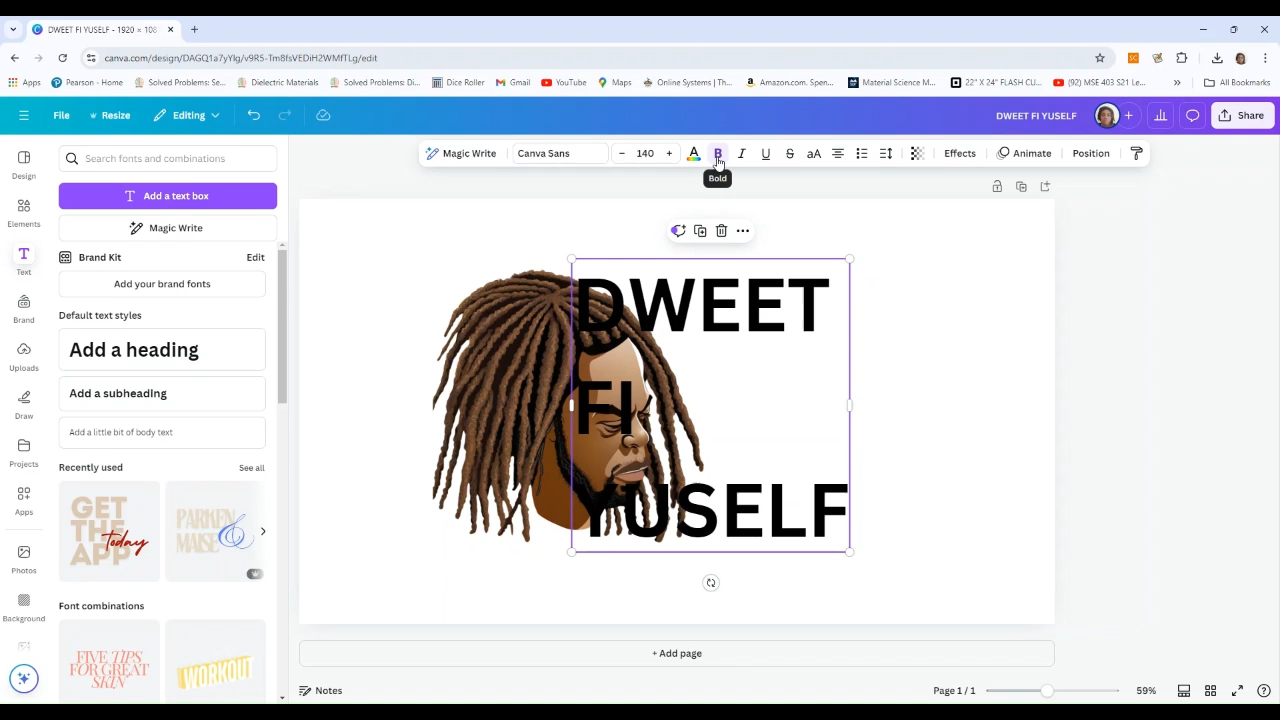 DWEET FI YUSELF - 1920 × 108
canva.com/design/DAGQ1a7yYlg/v9R5-Tm8fsVEDiH2WMfTLg/edit
Apps
Pearson - Home
Solved Problems: Se...
Dielectric Materials
Solved Problems: Di...
Dice Roller
Gmail
YouTube
Maps
Online Systems | Th...
Amazon.com. Spen...
Material Science M...
22" X 24" FLASH CU...
(92) MSE 403 S21 Le...
»
All Bookmarks
File
Resize
Editing
DWEET FI YUSELF
Share
Search fonts and combinations
Magic Write
Canva Sans
– 140 +
A
B
I
U
S
aA
Effects
Animate
Position
Bold
Design
Elements
Text
Brand
Uploads
Draw
Projects
Apps
Photos
Background
Add a text box
Magic Write
Brand Kit
Edit
Add your brand fonts
Default text styles
Add a heading
Add a subheading
Add a little bit of body text
Recently used
See all
GET
THE
APP
today
PARKEN
&
MAISE
Font combinations
FIVE TIPS
FOR GREAT
SKIN
WORKOUT
DWEET
FI
YUSELF
+ Add page
Notes
Page 1 / 1
59%